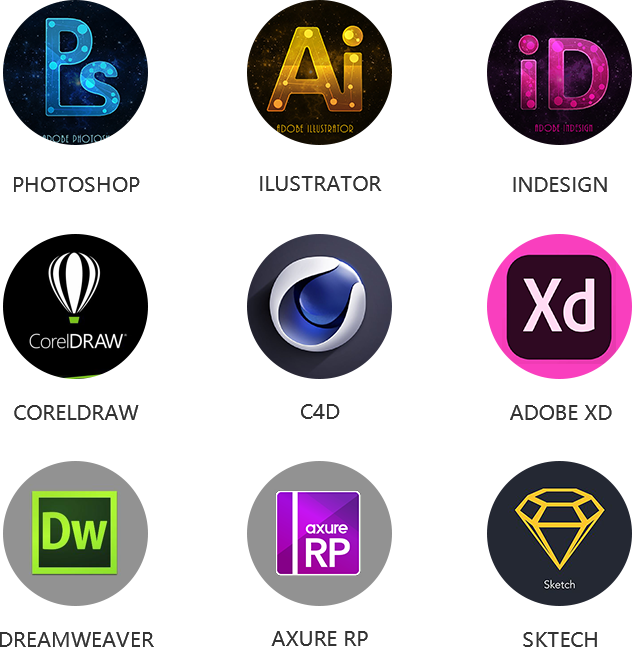 Ps
ADOBE PHOTOSH
Ai
ADOBE ILLUSTRATOR
iD
ADOBE INDESIGN
PHOTOSHOP
ILUSTRATOR
INDESIGN
CorelDRAW
Xd
CORELDRAW
C4D
ADOBE XD
Dw
axure
RP
Sketch
DREAMWEAVER
AXURE RP
SKTECH